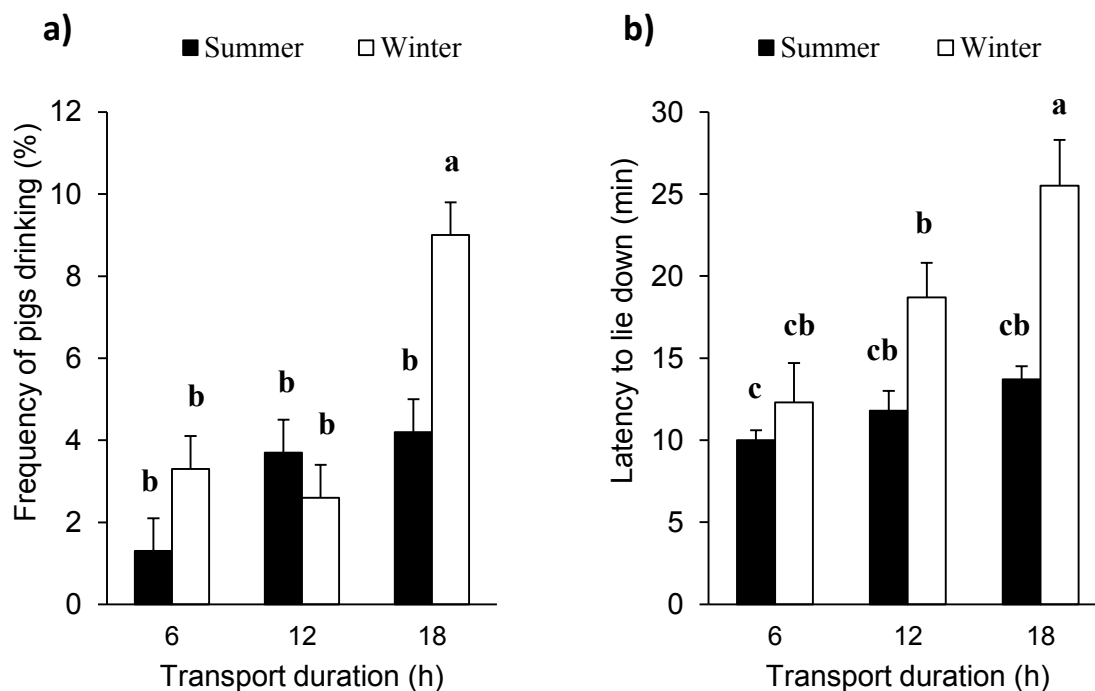 a)
Summer Winter
Frequency of pigs drinking (%)
12
10
8
6
4
2
0
a
b
b
b
b
b
6 12 18
Transport duration (h)
b)
Summer Winter
Latency to lie down (min)
30
25
20
15
10
5
0
a
b
cb
cb
cb
c
6 12 18
Transport duration (h)